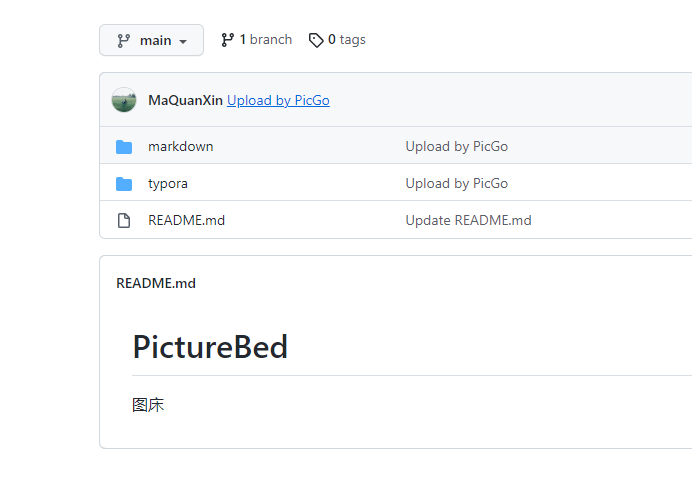 main 1 branch 0 tags
MaQuanXin Upload by PicGo
markdown Upload by PicGo
typora Upload by PicGo
README.md Update README.md
README.md
PictureBed
图床